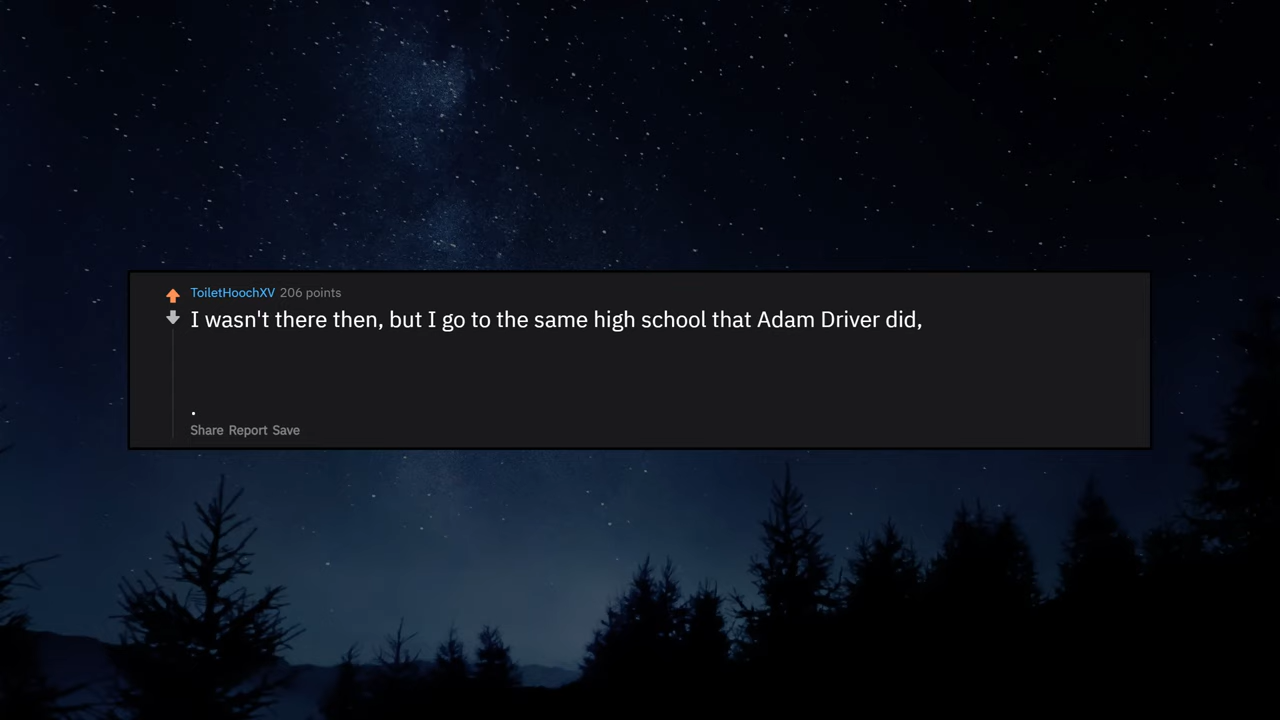 ToiletHoochXV 206 points
I wasn't there then, but I go to the same high school that Adam Driver did,
.
Share Report Save